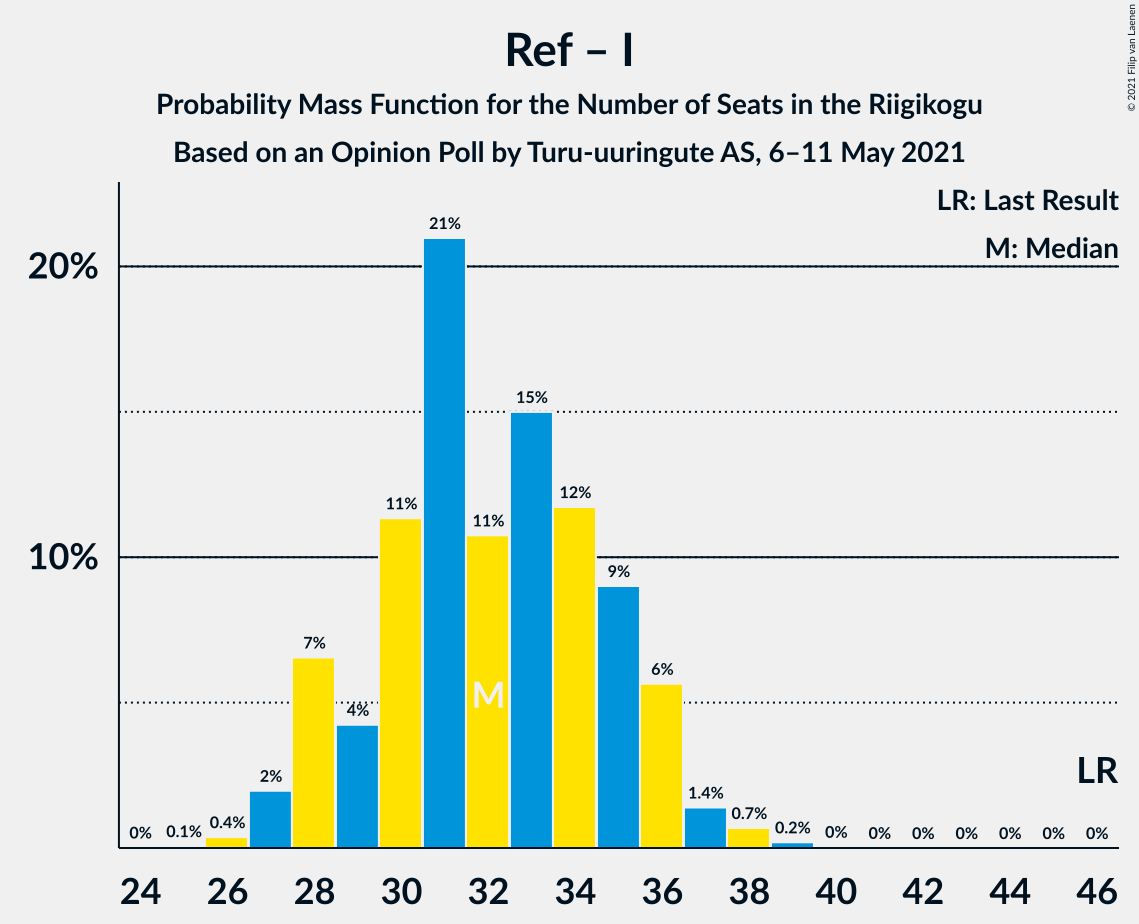 Ref – I
Probability Mass Function for the Number of Seats in the Riigikogu
Based on an Opinion Poll by Turu-uuringute AS, 6–11 May 2021
© 2021 Filip van Laenen
LR: Last Result
M: Median
20%
10%
0% 0.1% 0.4% 2% 7% 4% 11% 21% 11% 15% 12% 9% 6% 1.4% 0.7% 0.2% 0% 0% 0% 0% 0% 0% 0%
M
LR
24 26 28 30 32 34 36 38 40 42 44 46